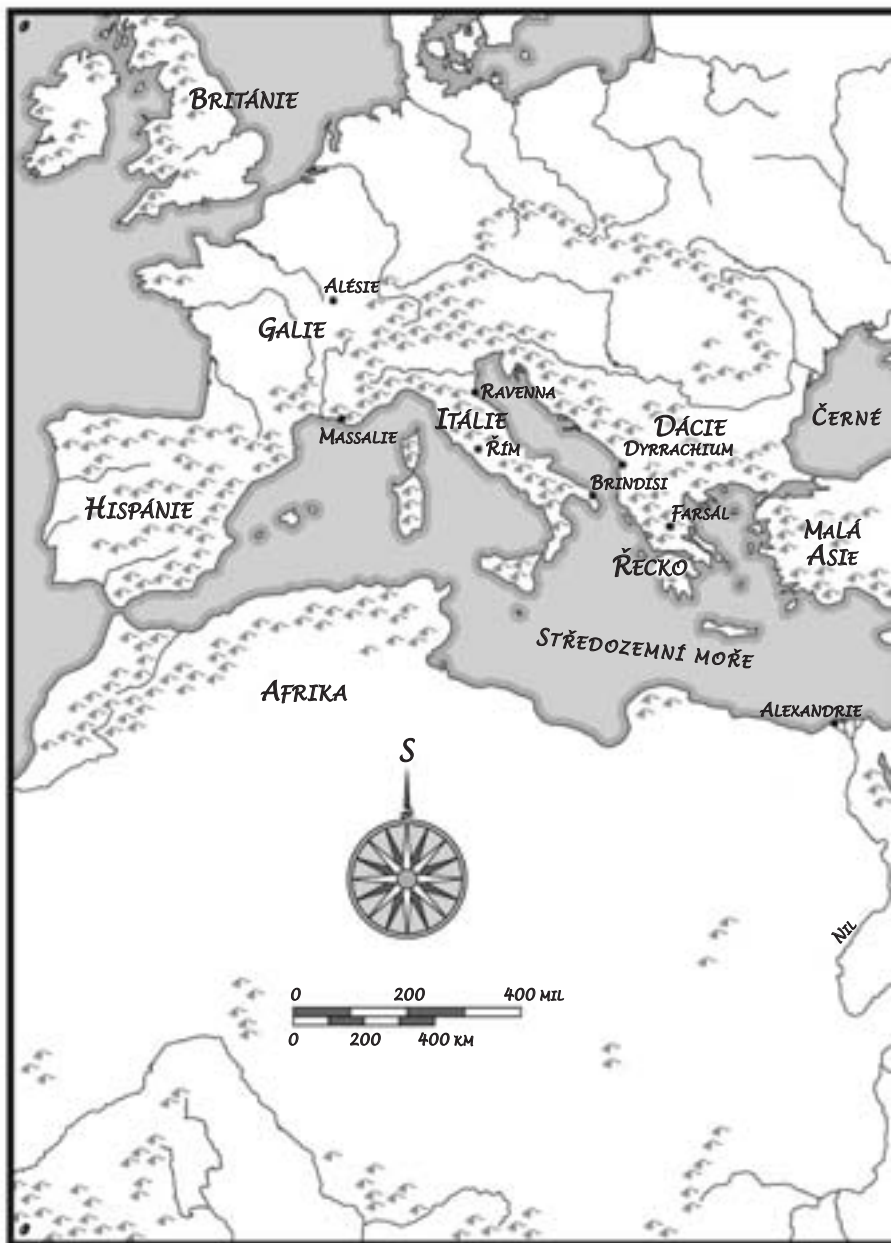 BRITÁNIE
ALÉSIE
GALIE
RAVENNA
ITÁLIE
MASSALIE
ŘÍM
DÁCIE
DYRRACHIUM
ČERNÉ
BRINDISI
HISPÁNIE
FARSÁL
MALÁ
ASIE
ŘECKO
STŘEDOZEMNÍ MOŘE
AFRIKA
ALEXANDRIE
S
NIL
0 200 400 MIL
0 200 400 KM